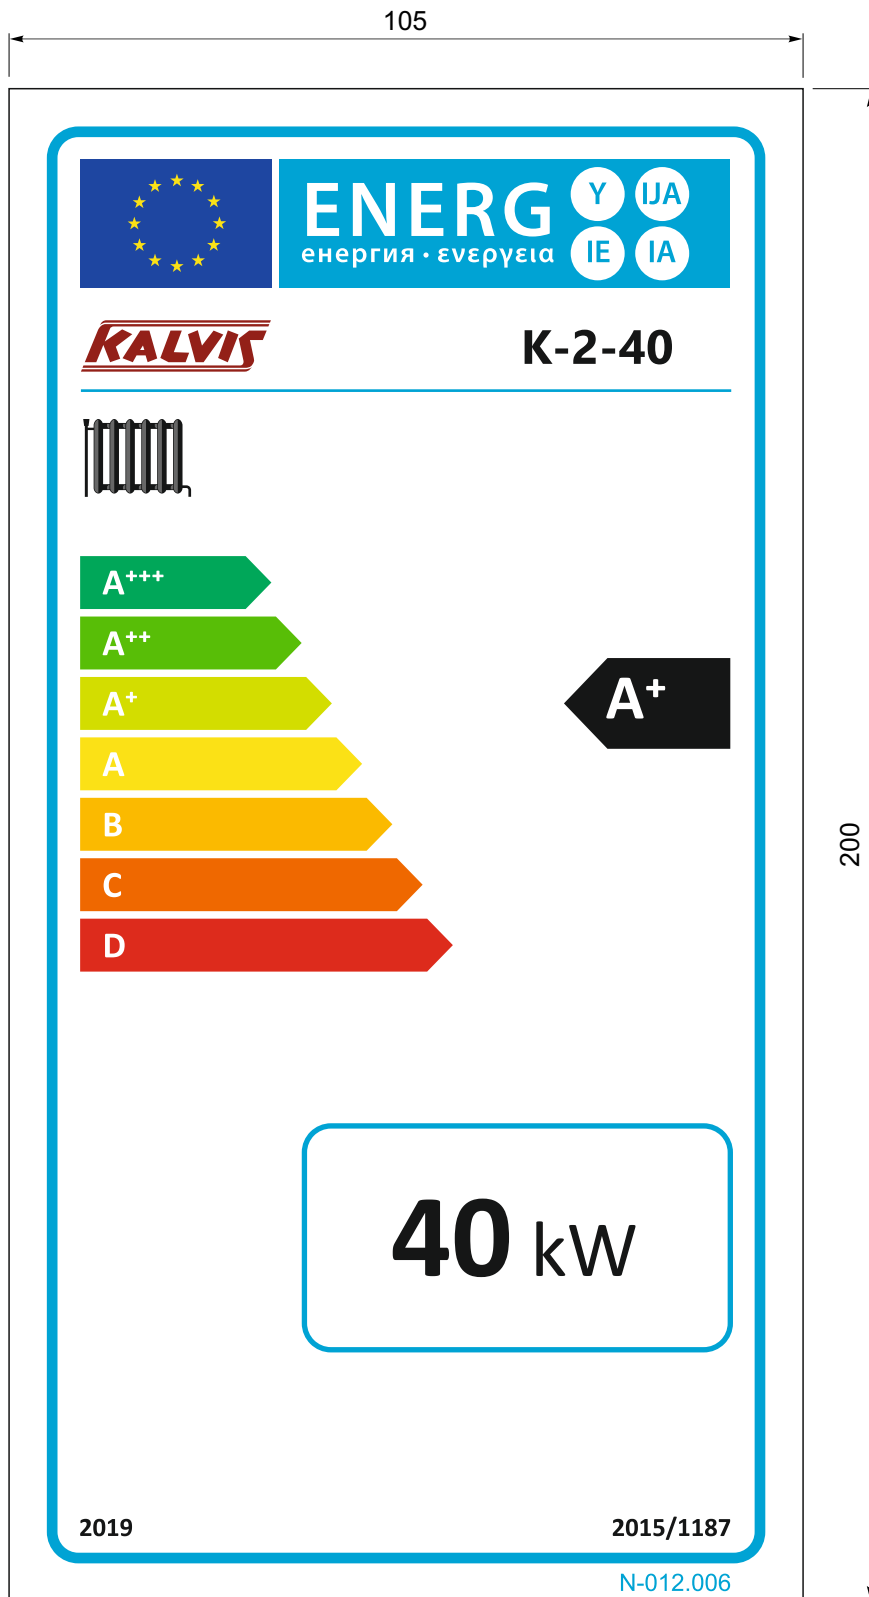 105
ENERG Y IJA
енергия · ενεργεια IE IA
KALVIS K-2-40
A+++
A++
A+
A+
A
B
C
D
200
40 kW
2019 2015/1187
N-012.006